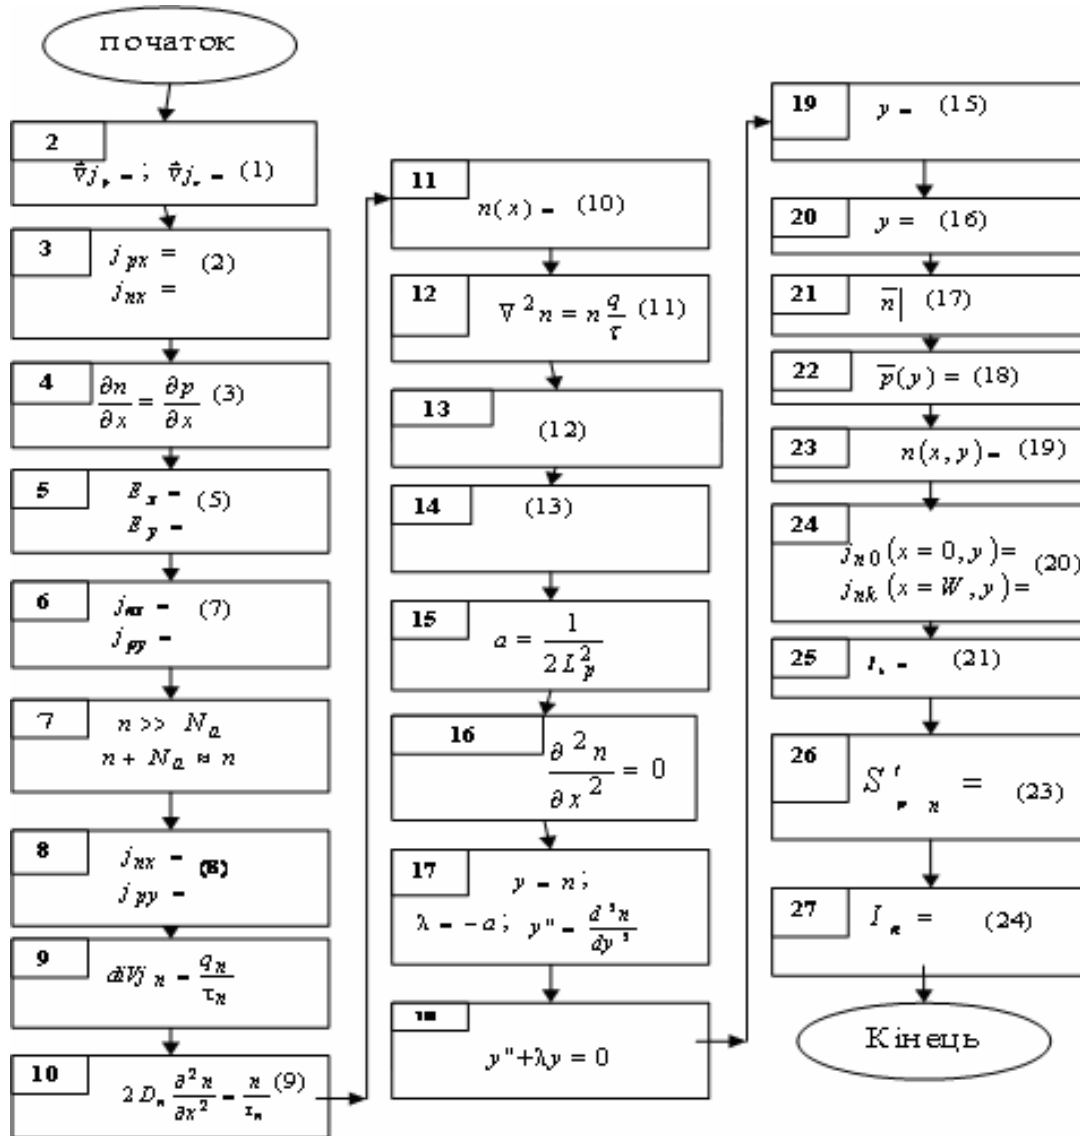 початок
2
∇̂j_p = ; ∇̂j_r = (1)
3
j_px = (2)
j_nx =
4
∂n/∂x = ∂p/∂x (3)
5
E_x = (5)
E_y =
6
j_nx = (7)
j_py =
7
n >> N_a
n + N_a ≈ n
8
j_nx = (8)
j_py =
9
diVj_n = q_n/τ_n
10
2D_n ∂²n/∂x² = n/τ_n (9)
11
n(x) = (10)
12
∇²n = n q/τ (11)
13
(12)
14
(13)
15
a = 1/(2L_p²)
16
∂²n/∂x² = 0
17
y = n;
λ = −a; y" = d²n/dy²
y"+λy = 0
19
y = (15)
20
y = (16)
21
n̅| (17)
22
p̅(y) = (18)
23
n(x,y) = (19)
24
j_n0(x = 0,y)= (20)
j_nk(x = W,y)=
25
= (21)
26
S' n = (23)
27
I_n = (24)
Кінець